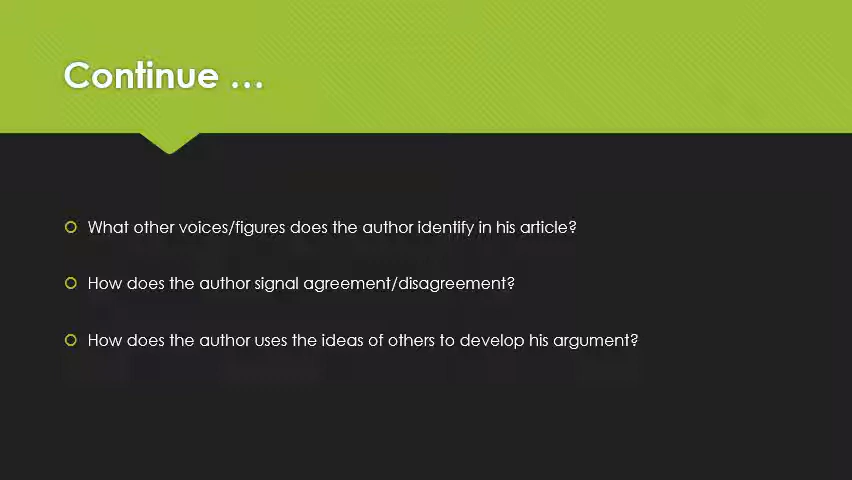 Continue …
What other voices/figures does the author identify in his article?
How does the author signal agreement/disagreement?
How does the author uses the ideas of others to develop his argument?